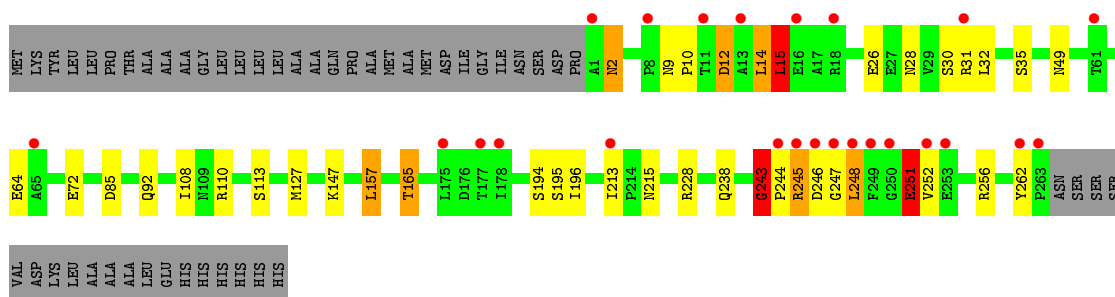 MET LYS TYR LEU LEU PRO THR ALA ALA ALA GLY LEU LEU LEU LEU ALA ALA GLN PRO ALA MET ALA MET ASP ILE GLY ILE ASN SER ASP PRO A1 N2 P8 N9 P10 T11 D12 A13 L14 L15 E16 A17 R18 E26 E27 N28 V29 S30 R31 L32 S35 N49 T61
E64 A65 E72 D85 Q92 I108 N109 R110 S113 M127 K147 L157 T165 L175 D176 T177 I178 S194 S195 I196 I213 P214 N215 R228 Q238 G243 P244 R245 D246 G247 L248 F249 G250 E251 V252 E253 R256 Y262 P263 ASN SER SER SER
VAL ASP LYS LEU ALA ALA ALA LEU GLU HIS HIS HIS HIS HIS HIS